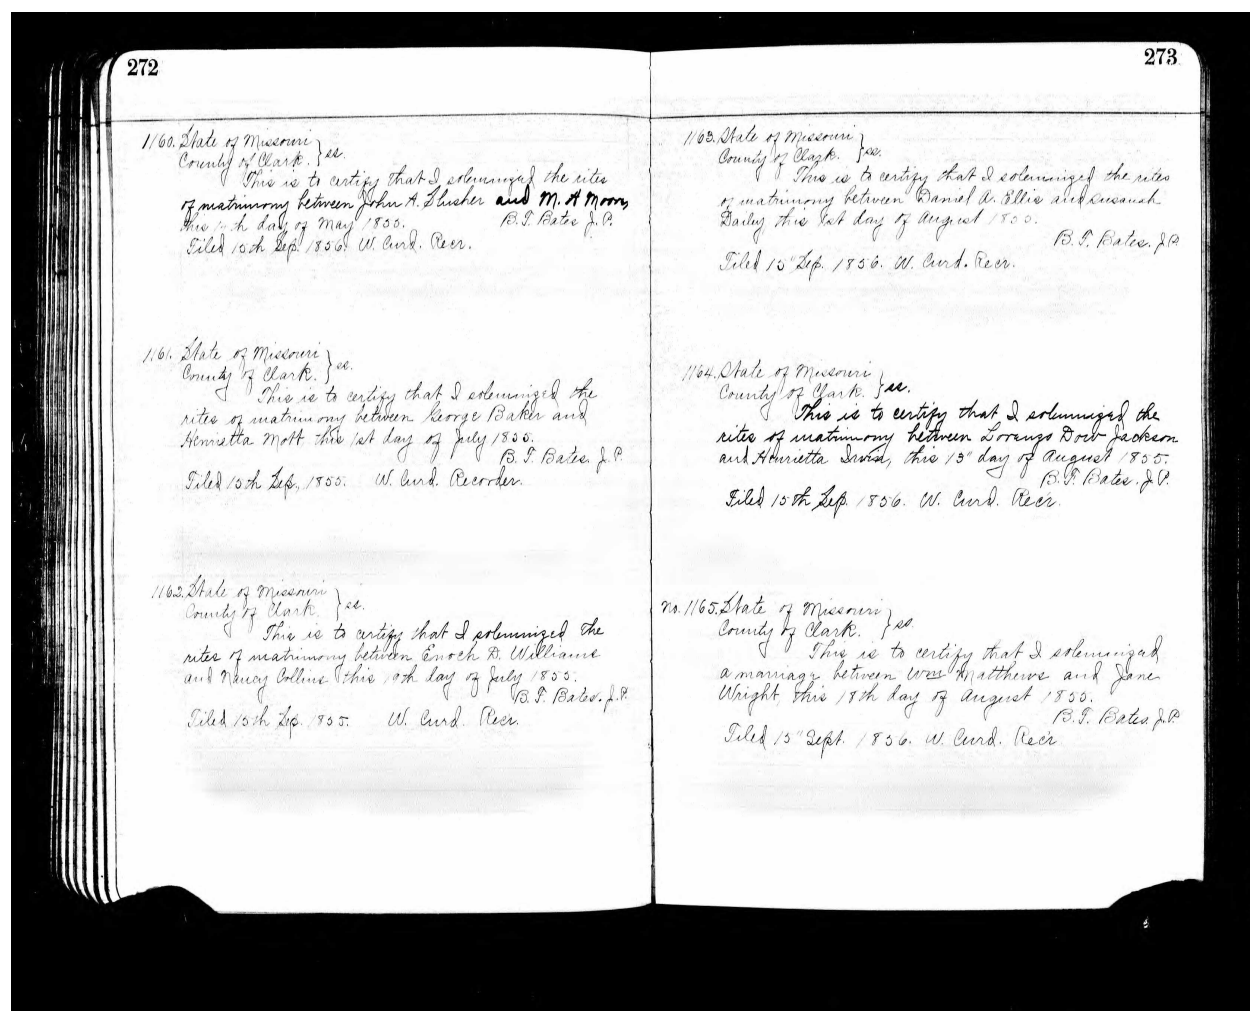 272
1160. State of Missouri
County of Clark. } ss.
This is to certify that I solemnized the rites
of matrimony between John A. Slusher and M. A Moon,
this day of May 1855.
B. F. Bates J. P.
Filed 15th Sep. 1856. W. Curd. Recr.
1161. State of Missouri
County of Clark. } ss.
This is to certify that I solemnized the
rites of matrimony between George Baker and
Henrietta Mott this 1st day of July 1855.
B. F. Bates. J. P.
Filed 15th Sep. 1855. W. Curd. Recorder.
1162. State of Missouri
County of Clark. } ss.
This is to certify that I solemnized the
rites of matrimony between Enoch D. Williams
and Nancy Collins this 19th day of July 1855.
B. F. Bates. J. P.
Filed 15th Sep. 1855. W. Curd. Recr.
273
1163. State of Missouri
County of Clark. } ss.
This is to certify that I solemnized the rites
of matrimony between Daniel A. Ellis and Susanah
Dailey this 1st day of August 1855.
B. F. Bates. J. P.
Filed 15" Sep. 1856. W. Curd. Recr.
1164. State of Missouri
County of Clark. } ss.
This is to certify that I solemnized the
rites of matrimony between Loranzo Dow Jackson
and Henrietta Irvin, this 13" day of August 1855.
B. F. Bates. J. P.
Filed 15th Sep. 1856. W. Curd. Recr.
No. 1165. State of Missouri
County of Clark. } ss.
This is to certify that I solemnized
a marriage between Wm Matthews and Jane
Wright, this 18th day of August 1855.
B. F. Bates J. P.
Filed 15" Sept. 1856. W. Curd. Recr